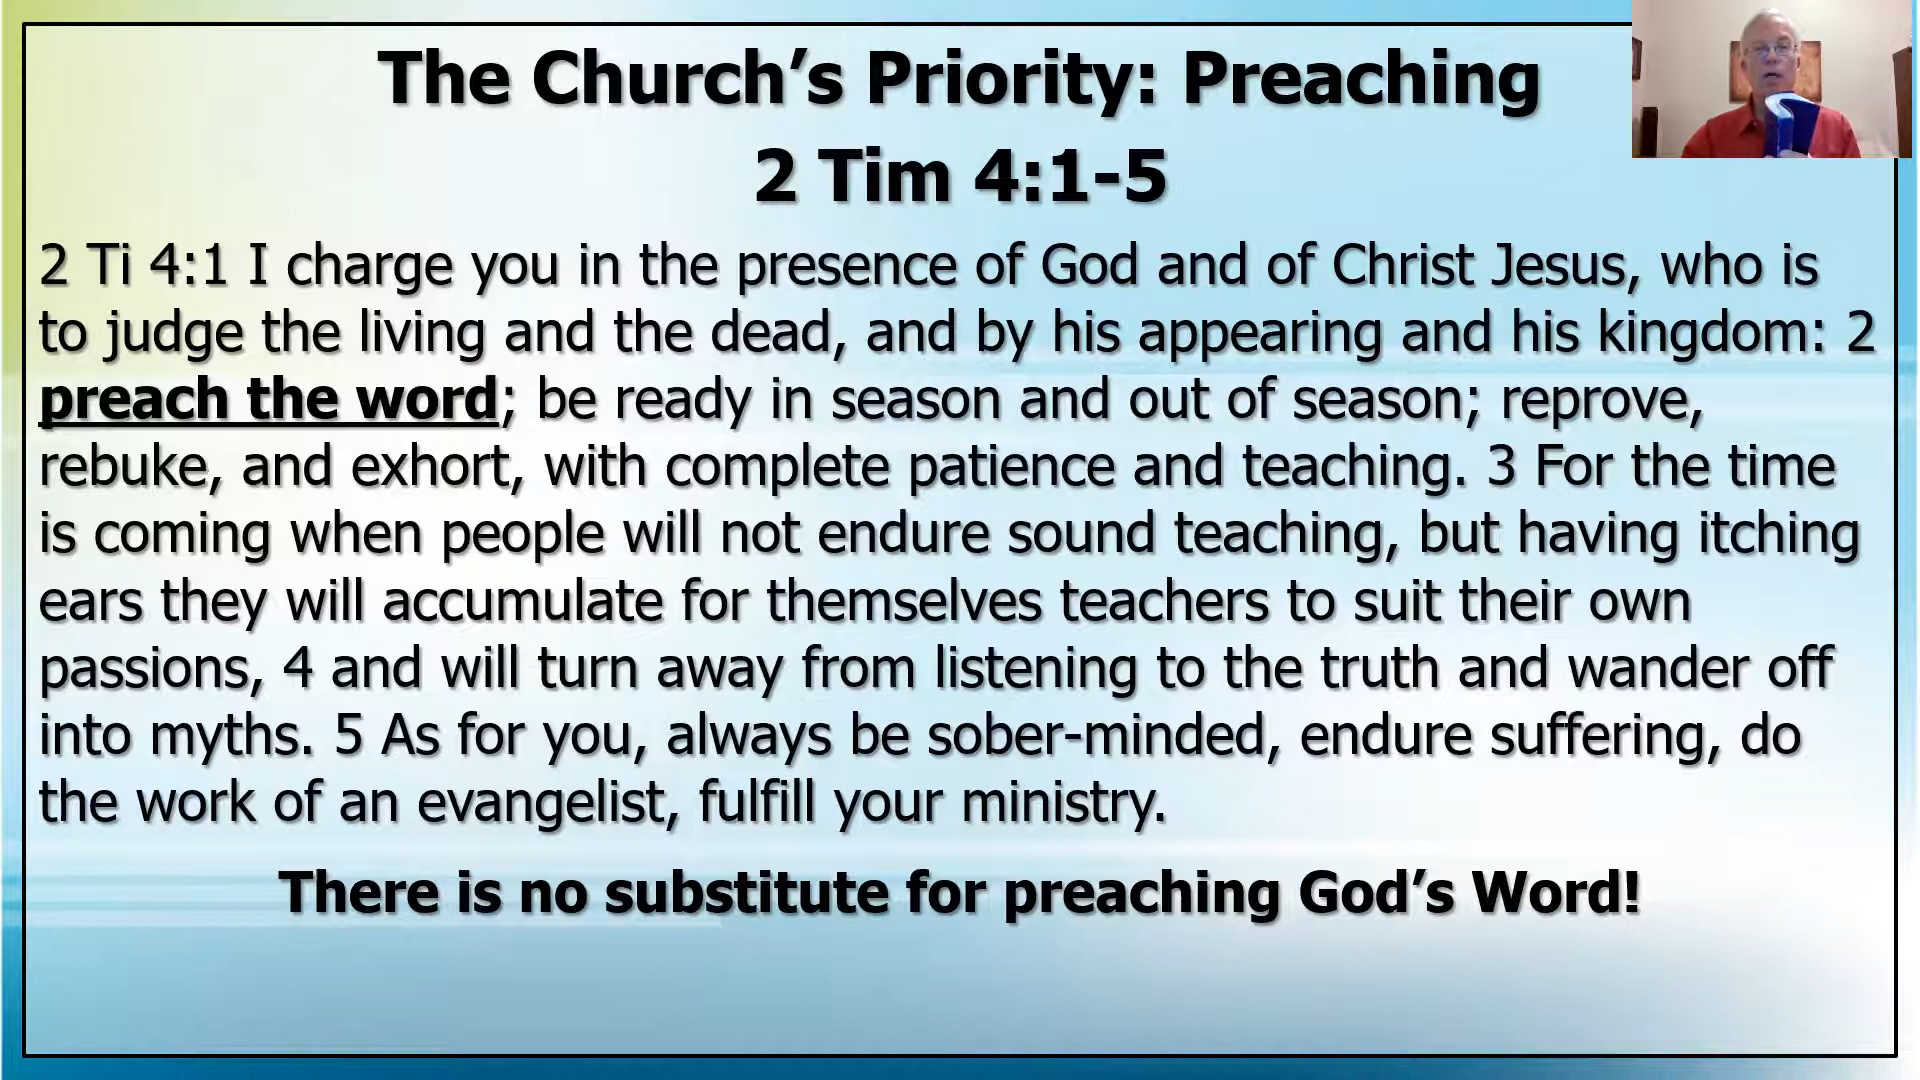 The Church’s Priority: Preaching
2 Tim 4:1-5
2 Ti 4:1 I charge you in the presence of God and of Christ Jesus, who is
to judge the living and the dead, and by his appearing and his kingdom: 2
preach the word; be ready in season and out of season; reprove,
rebuke, and exhort, with complete patience and teaching. 3 For the time
is coming when people will not endure sound teaching, but having itching
ears they will accumulate for themselves teachers to suit their own
passions, 4 and will turn away from listening to the truth and wander off
into myths. 5 As for you, always be sober-minded, endure suffering, do
the work of an evangelist, fulfill your ministry.
There is no substitute for preaching God’s Word!